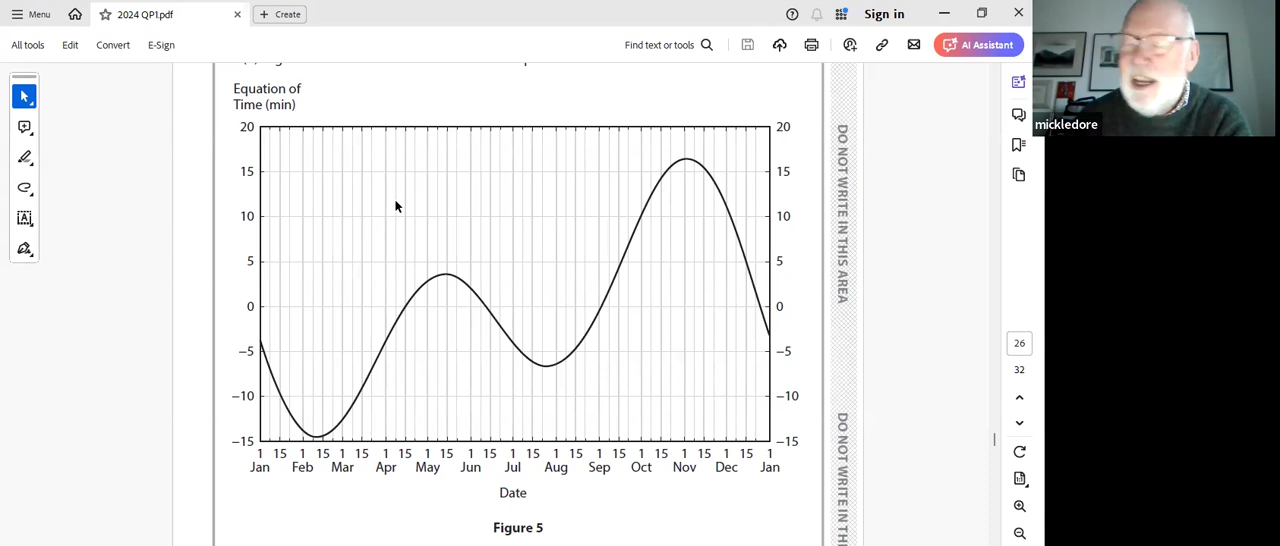 Menu
2024 QP1.pdf
Create
Sign in
All tools
Edit
Convert
E-Sign
Find text or tools
AI Assistant
Equation of
Time (min)
20
15
10
5
0
−5
−10
−15
20
15
10
5
0
−5
−10
−15
1 15 1 15 1 15 1 15 1 15 1 15 1 15 1 15 1 15 1 15 1 15 1 15 1
Jan Feb Mar Apr May Jun Jul Aug Sep Oct Nov Dec Jan
Date
Figure 5
DO NOT WRITE IN THIS AREA
DO NOT WRITE IN TH
26
32
mickledore